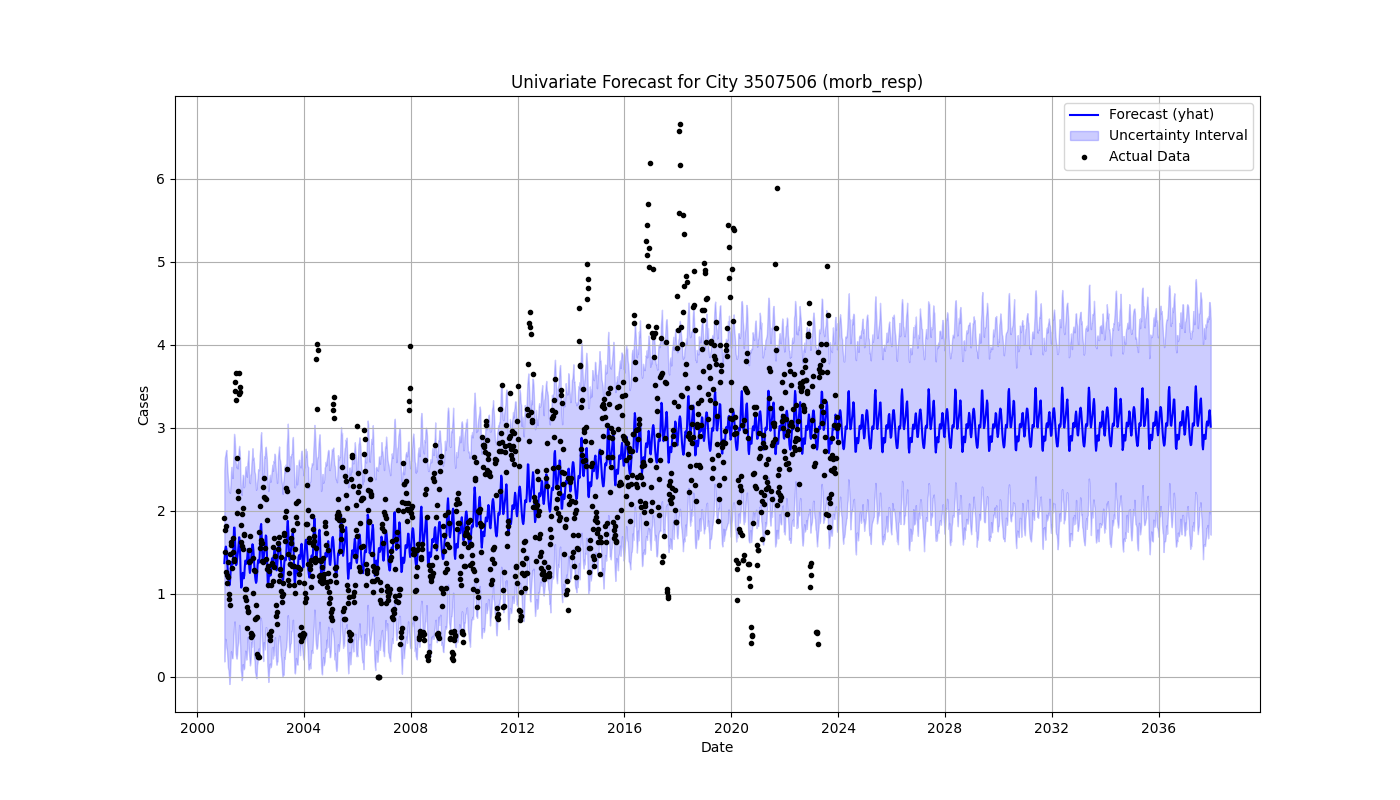 Univariate Forecast for City 3507506 (morb_resp)
Forecast (yhat)
Uncertainty Interval
Actual Data
Cases
6
5
4
3
2
1
0
2000 2004 2008 2012 2016 2020 2024 2028 2032 2036
Date